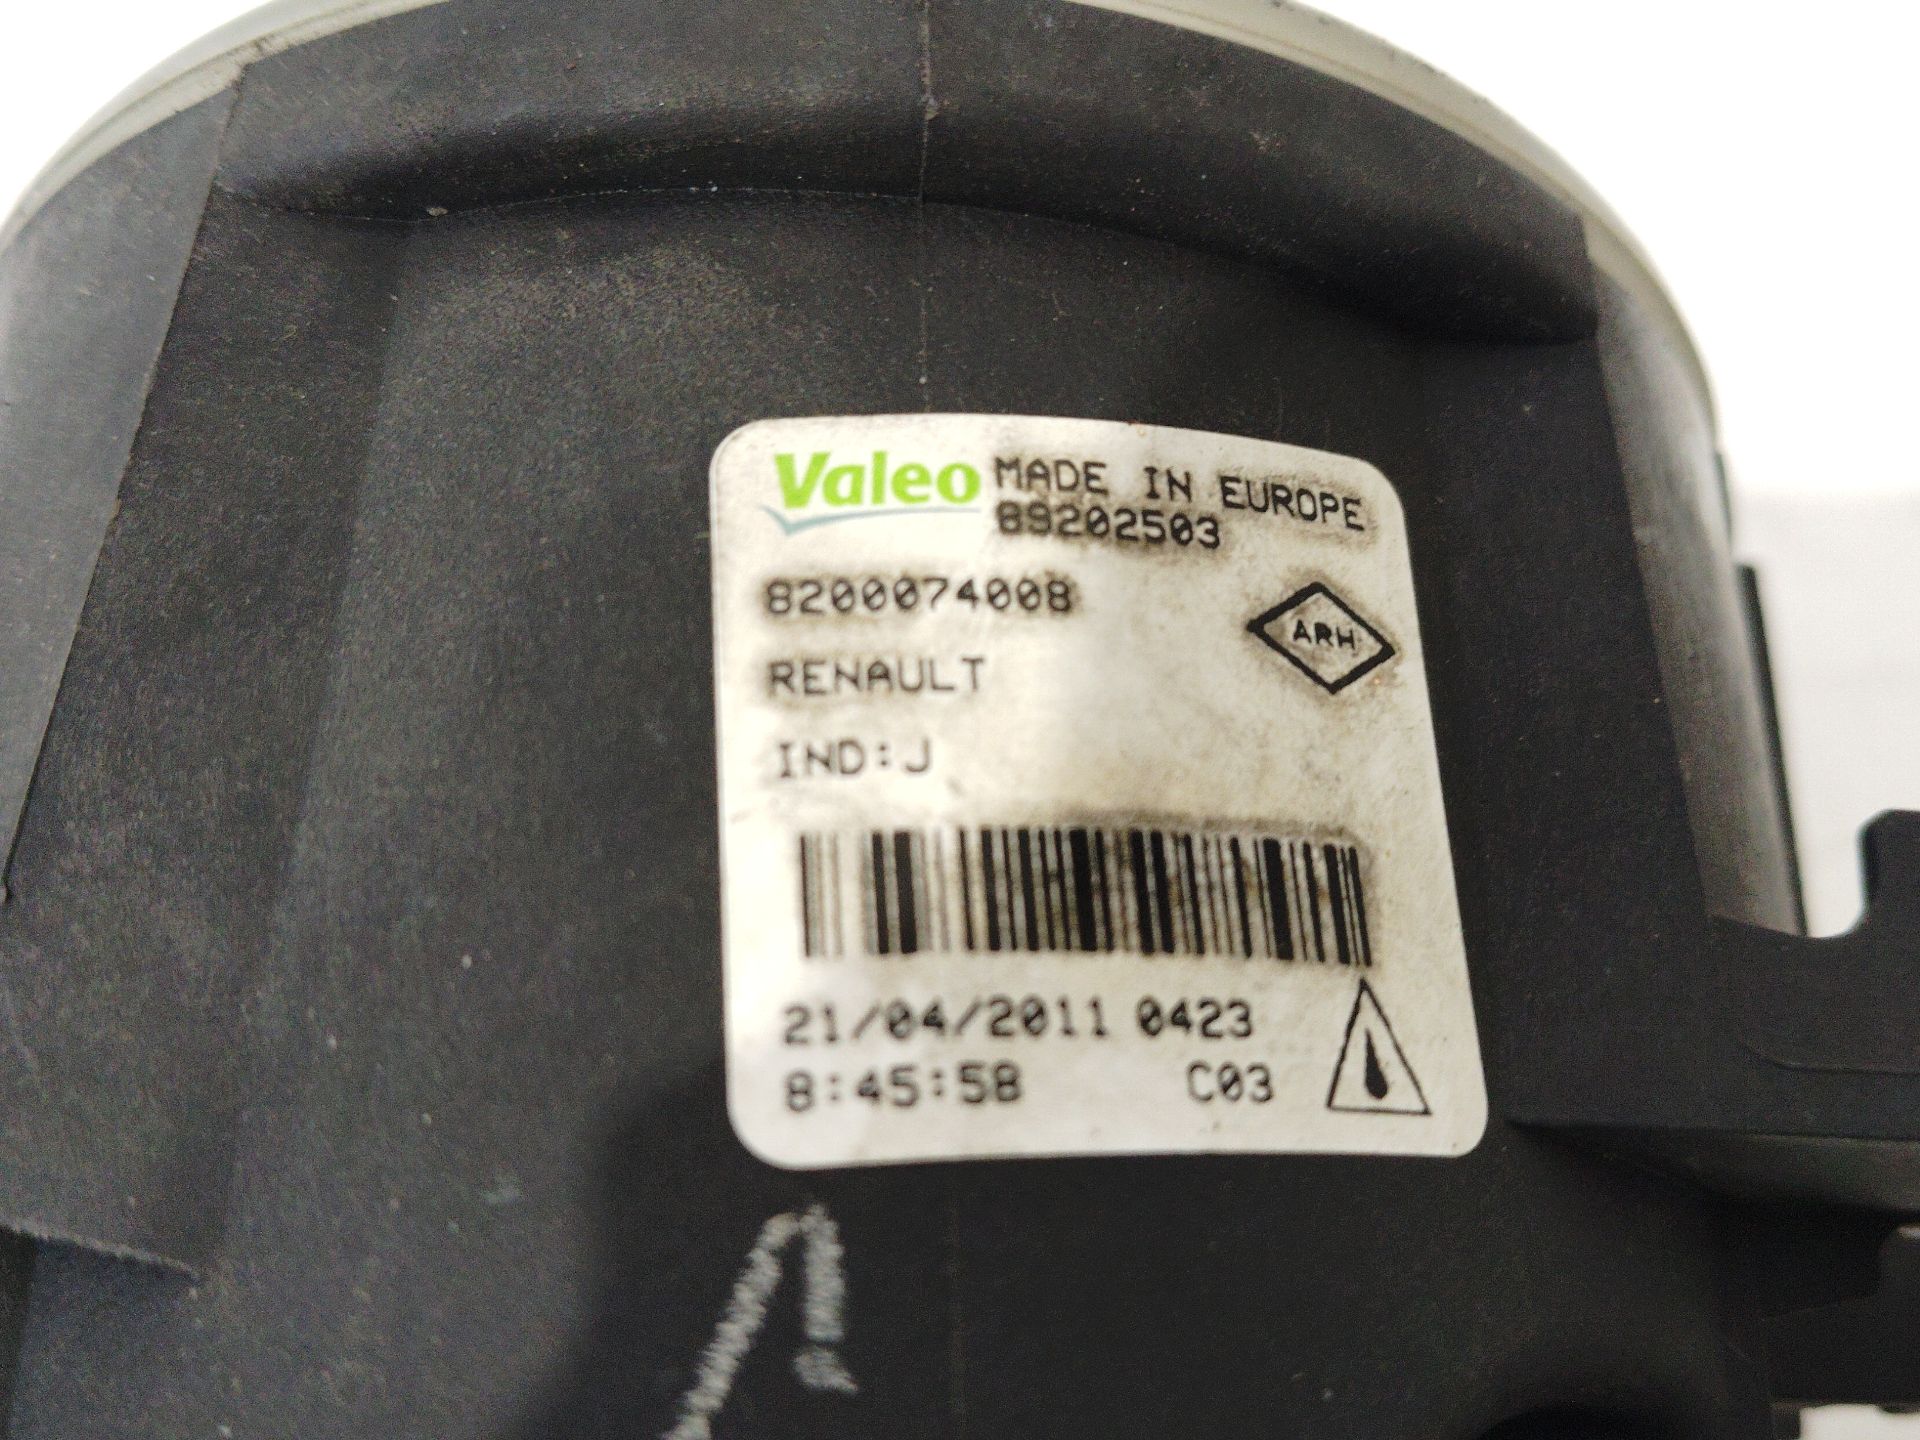 Valeo MADE IN EUROPE
89202503
8200074008
ARH
RENAULT
IND:J
21/04/2011 0423
8:45:58 C03